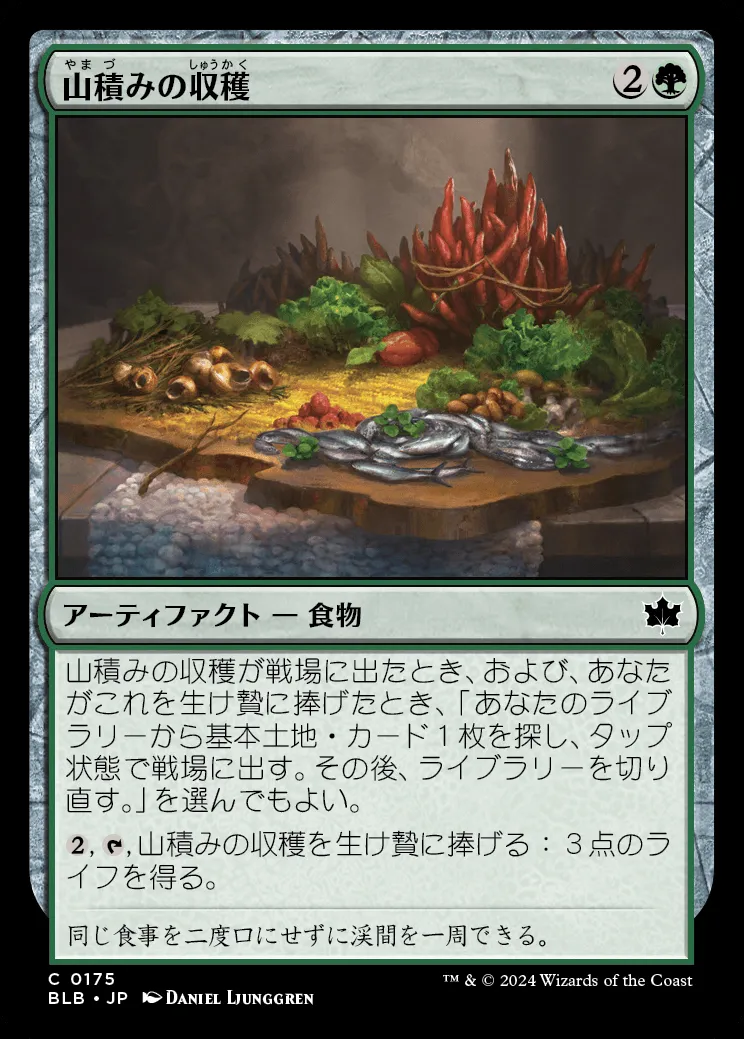 やまづ しゅうかく
山積みの収穫 2
アーティファクト — 食物
山積みの収穫が戦場に出たとき、および、あなた
がこれを生け贄に捧げたとき、「あなたのライブ
ラリーから基本土地・カード１枚を探し、タップ
状態で戦場に出す。その後、ライブラリーを切り
直す。」を選んでもよい。
2, ,山積みの収穫を生け贄に捧げる：３点のラ
イフを得る。
同じ食事を二度口にせずに渓間を一周できる。
C 0175
BLB • JP DANIEL LJUNGGREN
™ & © 2024 Wizards of the Coast